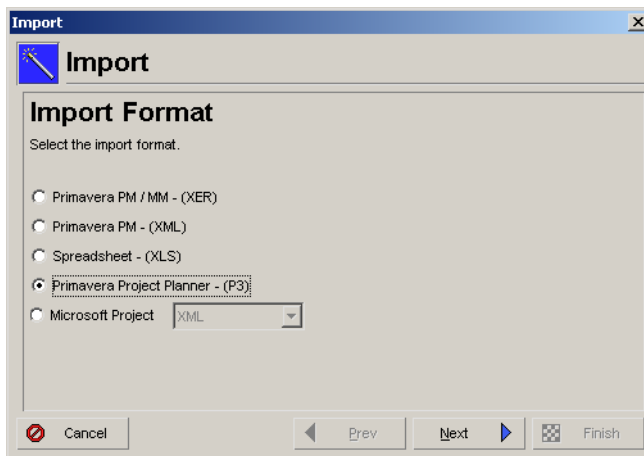 Import
Import
Import Format
Select the import format.
Primavera PM / MM - (XER)
Primavera PM - (XML)
Spreadsheet - (XLS)
Primavera Project Planner - (P3)
Microsoft Project XML
Cancel Prev Next Finish